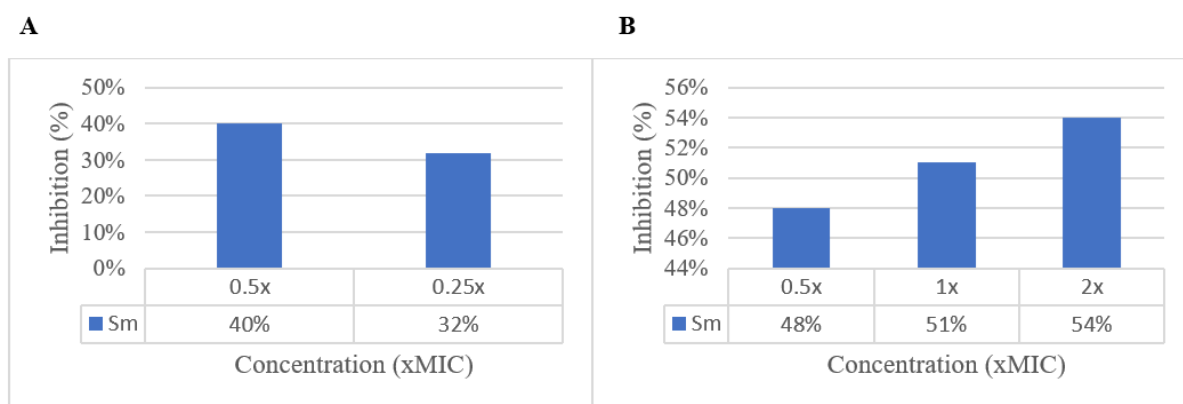 A
50%
40%
30%
20%
10%
0%
Inhibition (%)
0.5x 0.25x
Sm 40% 32%
Concentration (xMIC)
B
56%
54%
52%
50%
48%
46%
44%
Inhibition (%)
0.5x 1x 2x
Sm 48% 51% 54%
Concentration (xMIC)